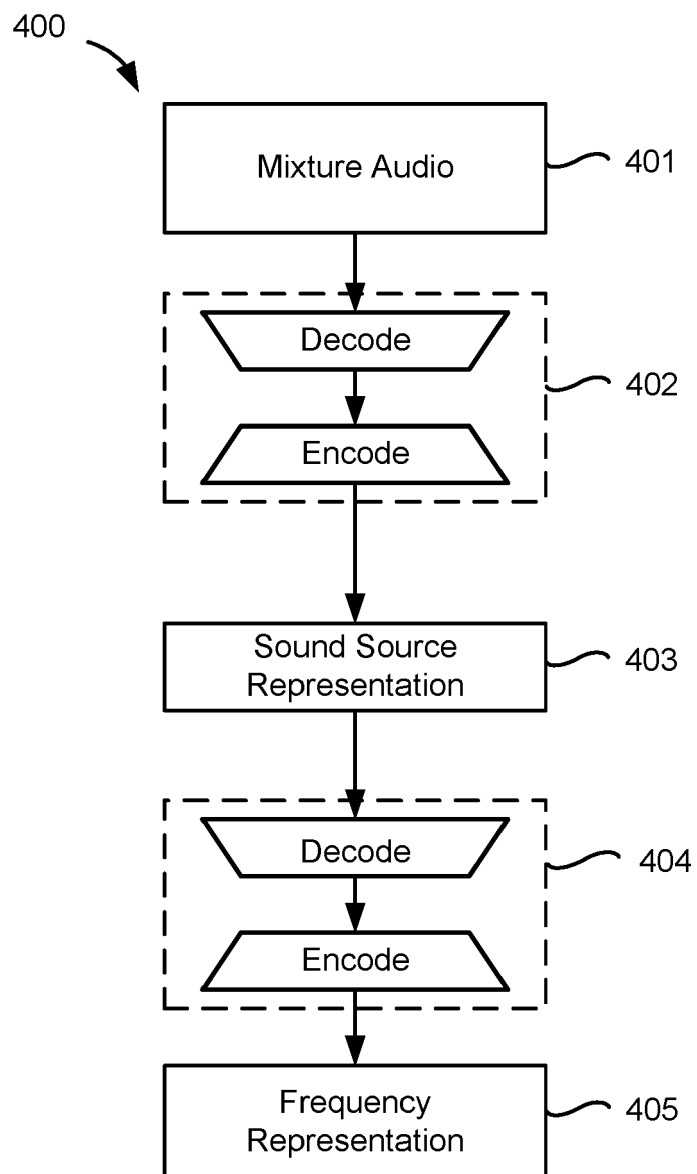 400
Mixture Audio
401
Decode
402
Encode
Sound Source
Representation
403
Decode
404
Encode
Frequency
Representation
405